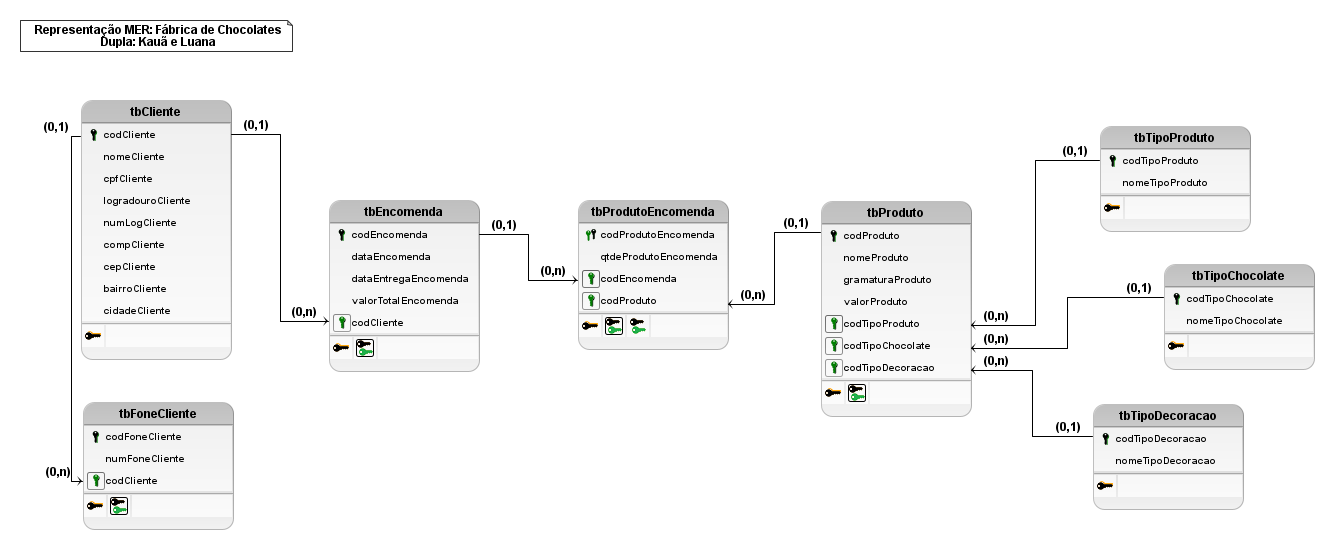 Representação MER: Fábrica de Chocolates
Dupla: Kauã e Luana
tbCliente
codCliente
nomeCliente
cpfCliente
logradouroCliente
numLogCliente
compCliente
cepCliente
bairroCliente
cidadeCliente
(0,1)
(0,1)
(0,n)
(0,n)
tbFoneCliente
codFoneCliente
numFoneCliente
codCliente
tbEncomenda
codEncomenda
dataEncomenda
dataEntregaEncomenda
valorTotalEncomenda
codCliente
(0,1)
(0,n)
tbProdutoEncomenda
codProdutoEncomenda
qtdeProdutoEncomenda
codEncomenda
codProduto
(0,1)
(0,n)
tbProduto
codProduto
nomeProduto
gramaturaProduto
valorProduto
codTipoProduto
codTipoChocolate
codTipoDecoracao
(0,n)
(0,n)
(0,n)
(0,1)
tbTipoProduto
codTipoProduto
nomeTipoProduto
(0,1)
tbTipoChocolate
codTipoChocolate
nomeTipoChocolate
(0,1)
tbTipoDecoracao
codTipoDecoracao
nomeTipoDecoracao